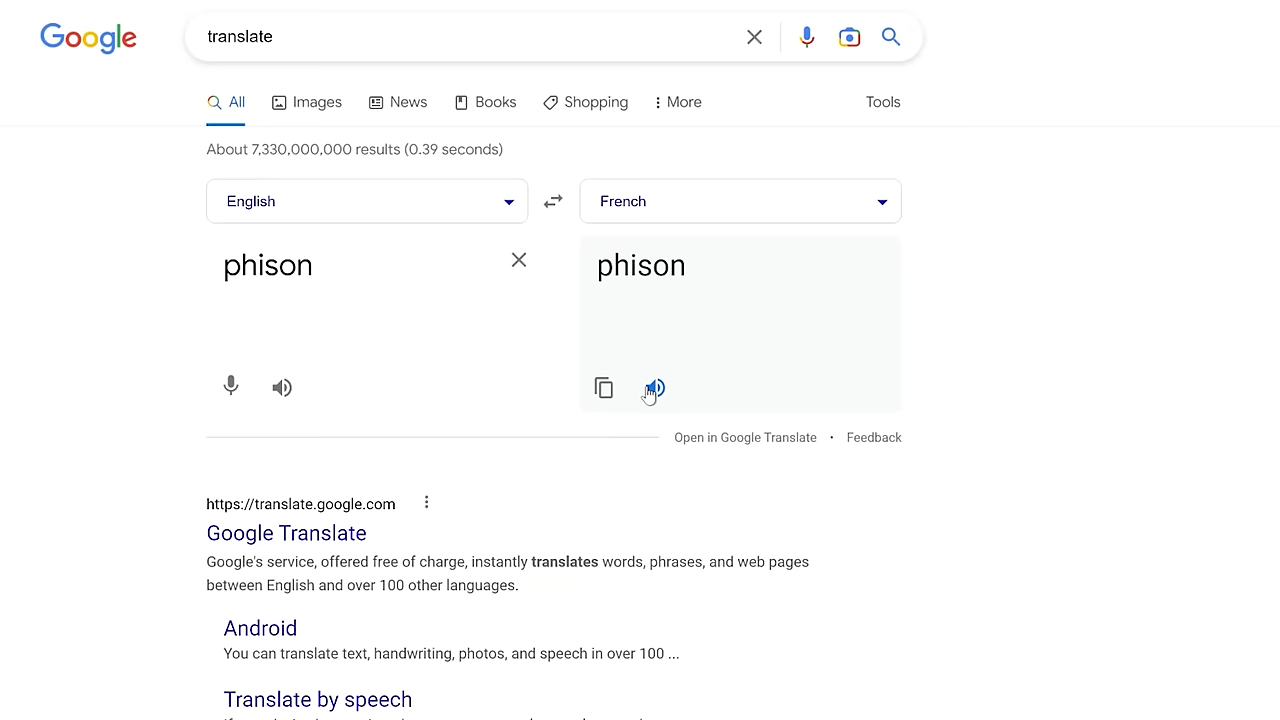 Google
translate
All Images News Books Shopping More Tools
About 7,330,000,000 results (0.39 seconds)
English French
phison phison
Open in Google Translate • Feedback
https://translate.google.com
Google Translate
Google's service, offered free of charge, instantly translates words, phrases, and web pages
between English and over 100 other languages.
Android
You can translate text, handwriting, photos, and speech in over 100 ...
Translate by speech